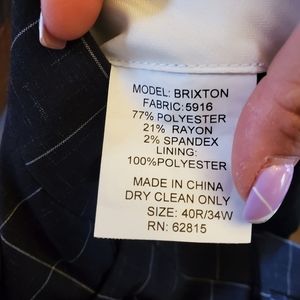 MODEL: BRIXTON
FABRIC: 5916
77% POLYESTER
21% RAYON
2% SPANDEX
LINING:
100%POLYESTER
MADE IN CHINA
DRY CLEAN ONLY
SIZE: 40R/34W
RN: 62815